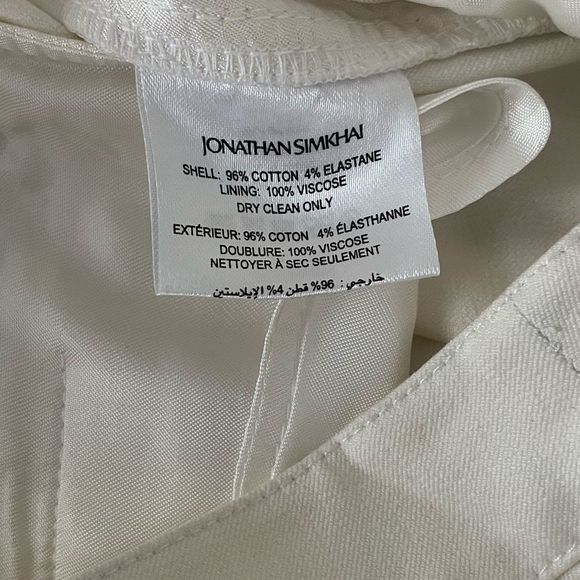 JONATHAN SIMKHAI
SHELL: 96% COTTON 4% ELASTANE
LINING: 100% VISCOSE
DRY CLEAN ONLY
EXTÉRIEUR: 96% COTON 4% ÉLASTHANNE
DOUBLURE: 100% VISCOSE
NETTOYER À SEC SEULEMENT
خارجي: 96% قطن 4% الإيلاستين